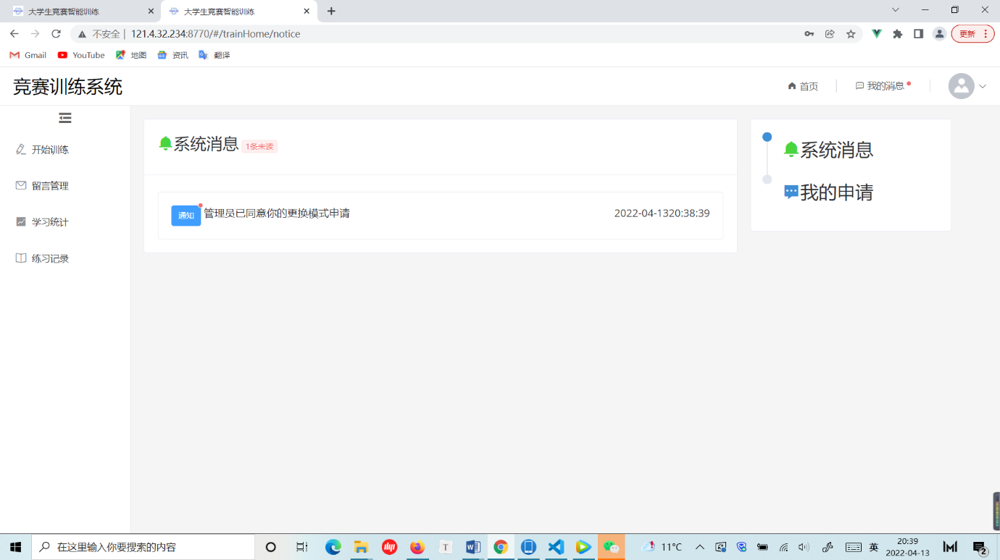 大学生竞赛智能训练
大学生竞赛智能训练
不安全 | 121.4.32.234:8770/#/trainHome/notice
更新
Gmail
YouTube
地图
资讯
翻译
竞赛训练系统
首页
我的消息
开始训练
留言管理
学习统计
练习记录
系统消息
1条未读
通知
管理员已同意你的更换模式申请
2022-04-1320:38:39
系统消息
我的申请
在这里输入你要搜索的内容
11°C
英
20:39
2022-04-13
2